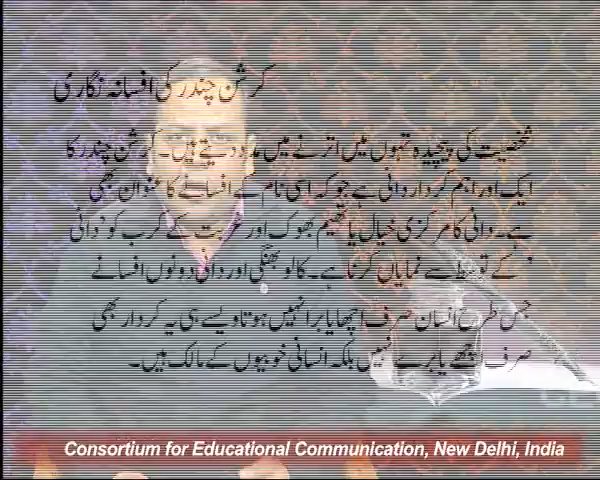 کرشن چندر کی افسانہ نگاری
شخصیت کی پیچیدہ تہوں میں اترنے میں مدد دیتے ہیں۔ کرشن چندر کا
ایک اور اہم کردار دانی ہے جو کہ اسی نام کے افسانے کا عنوان بھی
ہے۔ دانی کا مرکزی خیال یا تھیم بھوک اور غربت کے کرب کو 'دانی'
کے توسط سے نمایاں کرنا ہے۔ کالو بھنگی اور دانی دونوں افسانے
جس طرح انسان صرف اچھا یا برا نہیں ہوتا ویسے ہی یہ کردار بھی
صرف اچھے یا برے نہیں بلکہ انسانی خوبیوں کے مالک ہیں۔
Consortium for Educational Communication, New Delhi, India